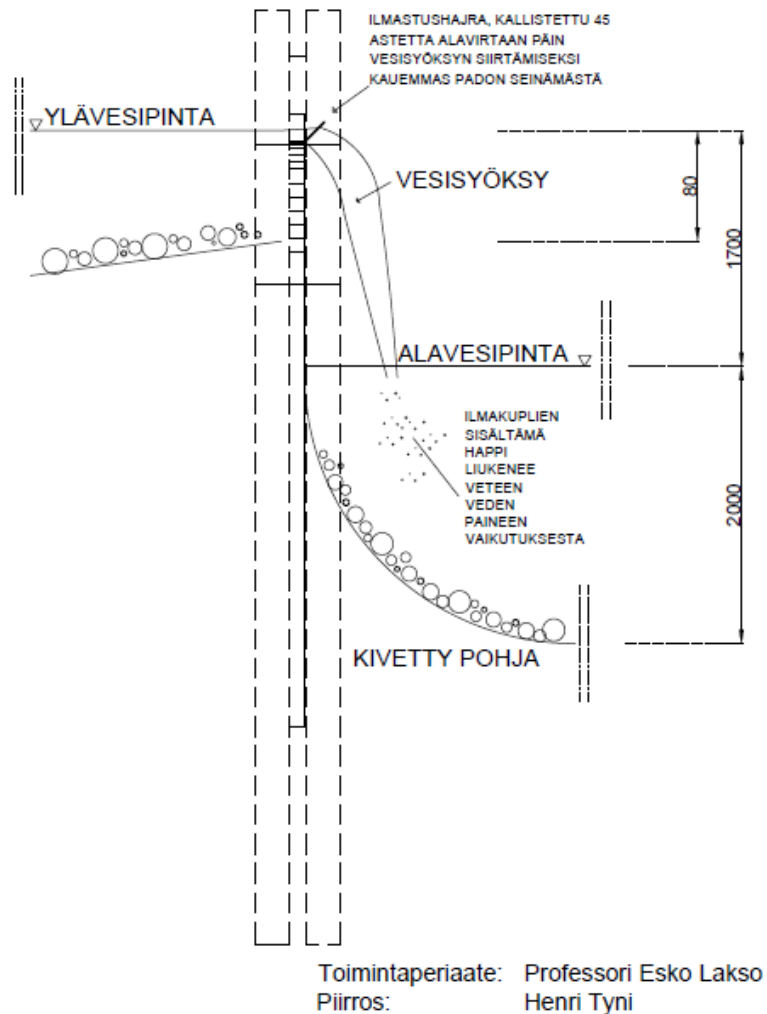 ILMASTUSHAJRA, KALLISTETTU 45
ASTETTA ALAVIRTAAN PÄIN
VESISYÖKSYN SIIRTÄMISEKSI
KAUEMMAS PADON SEINÄMÄSTÄ
YLÄVESIPINTA
VESISYÖKSY
80
1700
ALAVESIPINTA
ILMAKUPLIEN
SISÄLTÄMÄ
HAPPI
LIUKENEE
VETEEN
VEDEN
PAINEEN
VAIKUTUKSESTA
2000
KIVETTY POHJA
Toimintaperiaate: Professori Esko Lakso
Piirros: Henri Tyni